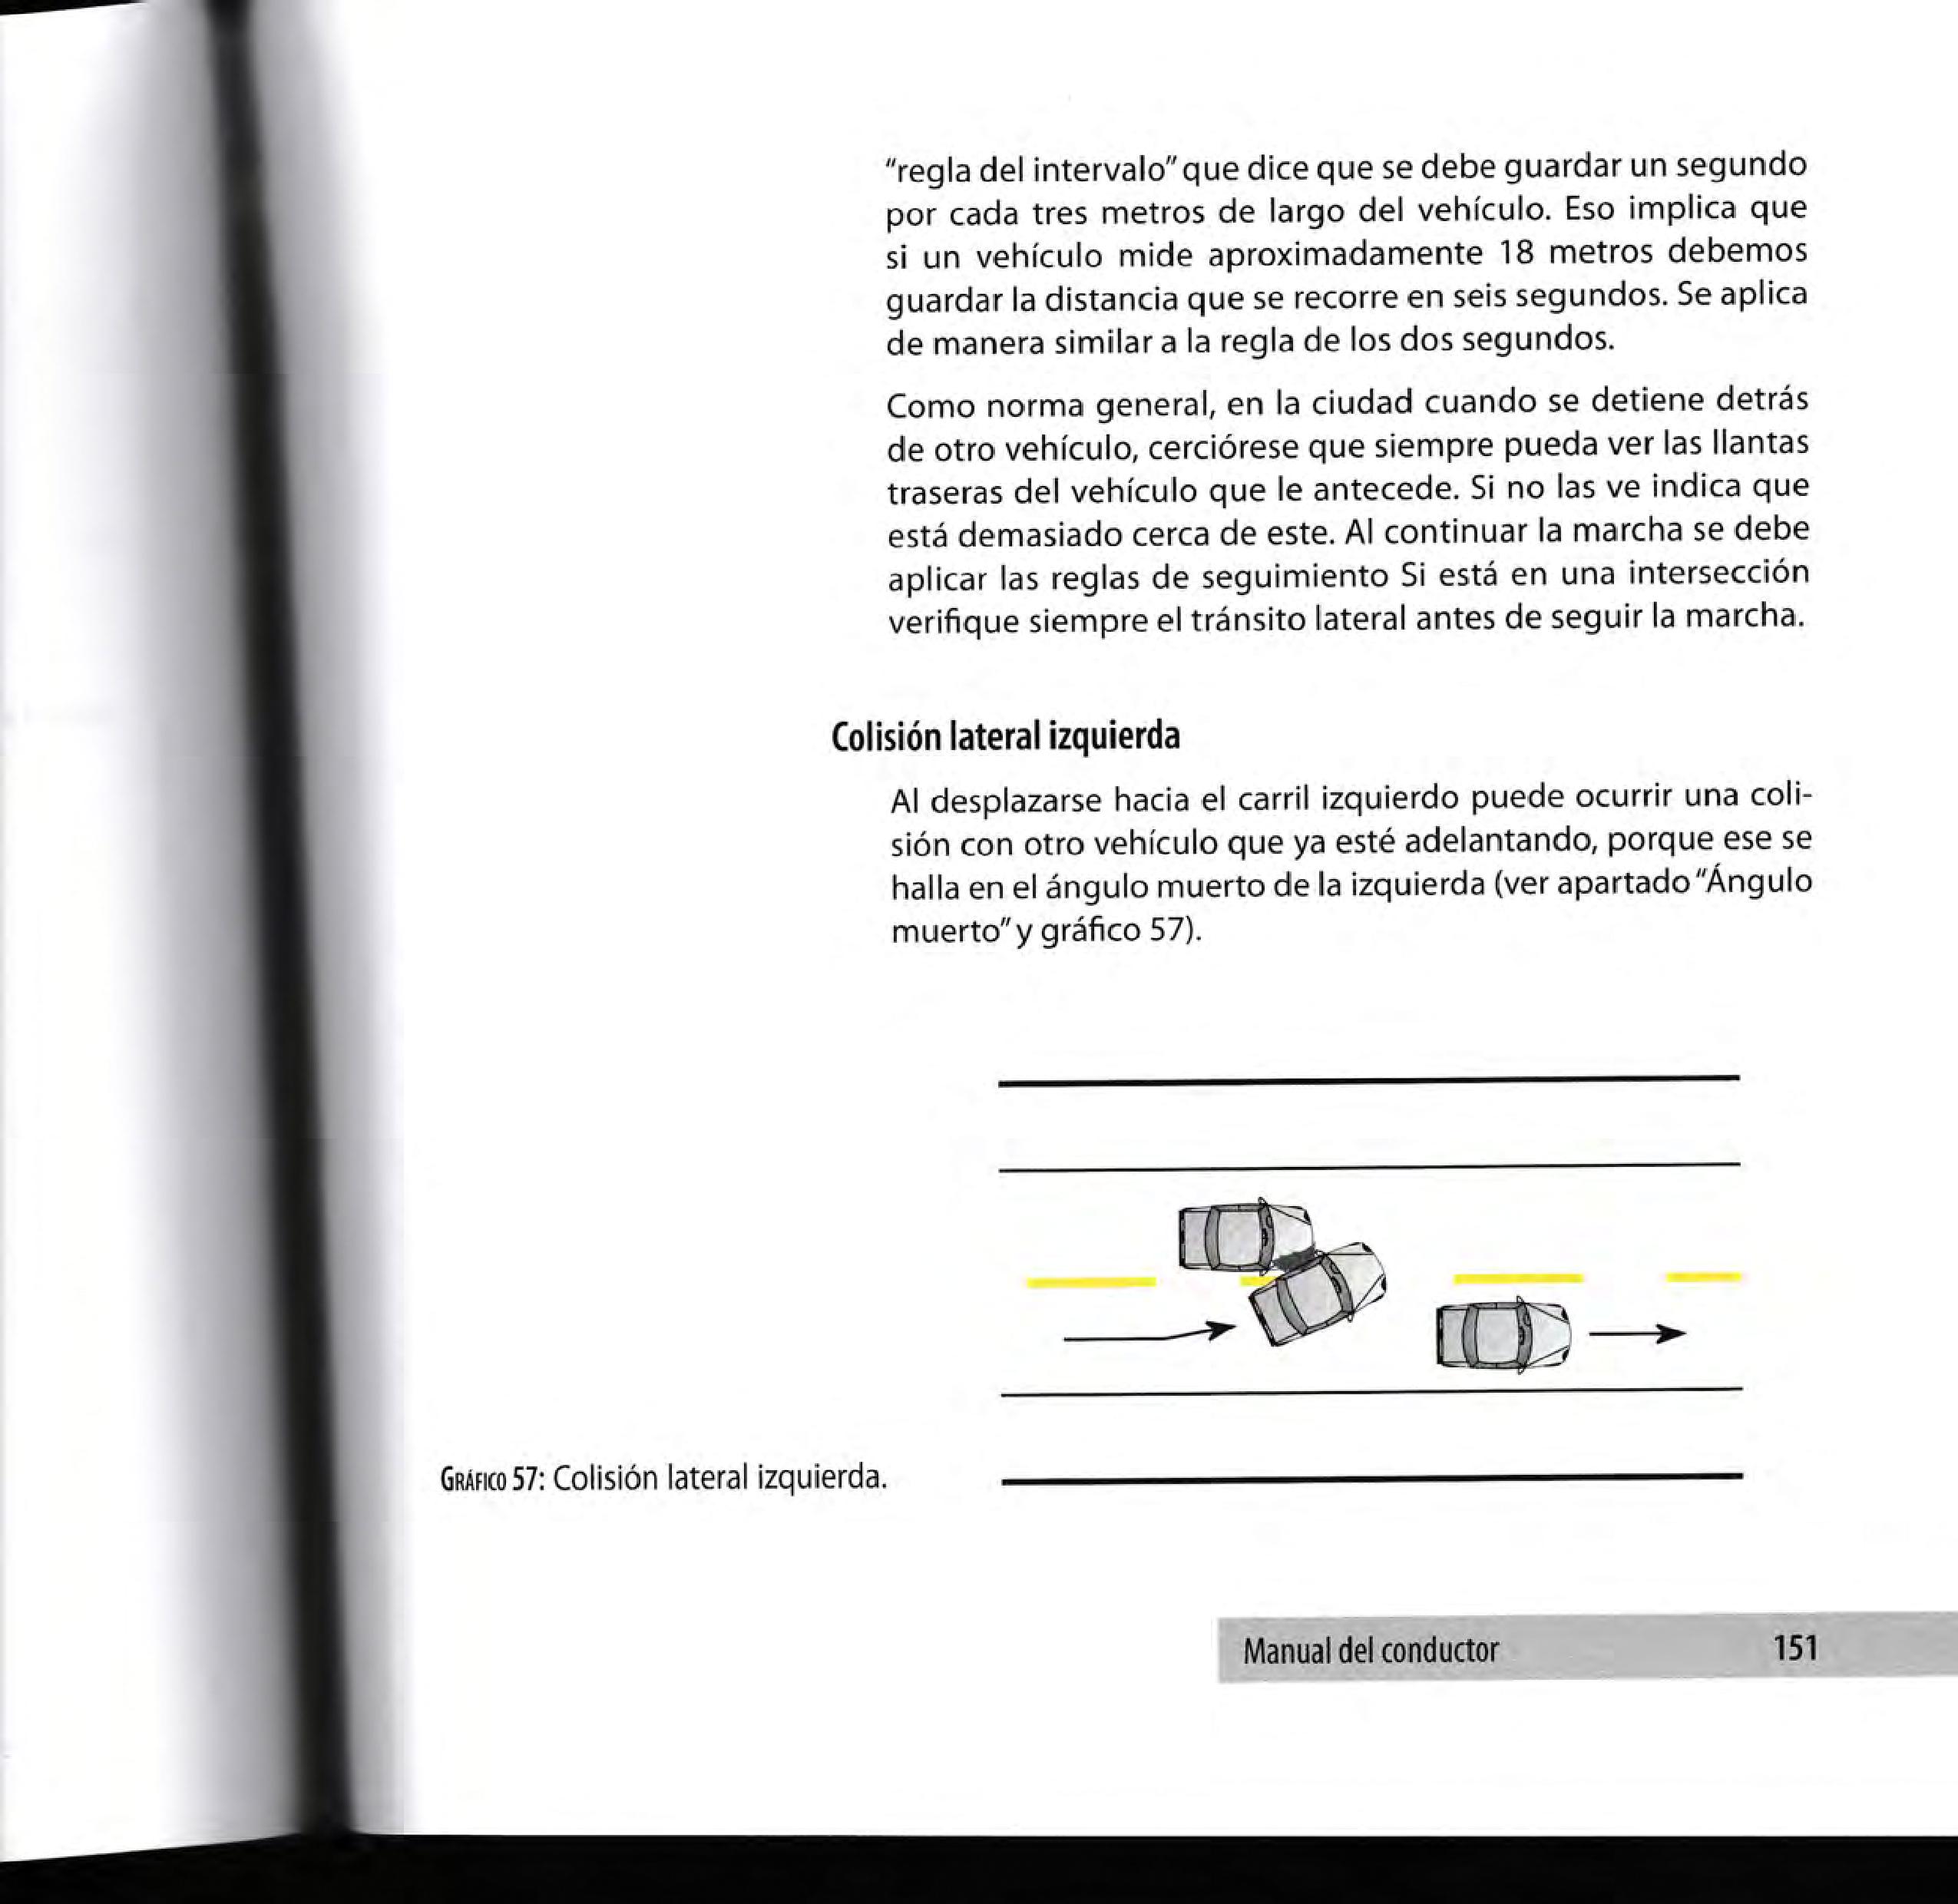 “regla del intervalo” que dice que se debe guardar un segundo
por cada tres metros de largo del vehículo. Eso implica que
si un vehículo mide aproximadamente 18 metros debemos
guardar la distancia que se recorre en seis segundos. Se aplica
de manera similar a la regla de los dos segundos.
Como norma general, en la ciudad cuando se detiene detrás
de otro vehículo, cerciórese que siempre pueda ver las llantas
traseras del vehículo que le antecede. Si no las ve indica que
está demasiado cerca de este. Al continuar la marcha se debe
aplicar las reglas de seguimiento Si está en una intersección
verifique siempre el tránsito lateral antes de seguir la marcha.
Colisión lateral izquierda
Al desplazarse hacia el carril izquierdo puede ocurrir una coli-
sión con otro vehículo que ya esté adelantando, porque ese se
halla en el ángulo muerto de la izquierda (ver apartado “Ángulo
muerto” y gráfico 57).
GRÁFICO 57: Colisión lateral izquierda.
Manual del conductor 151